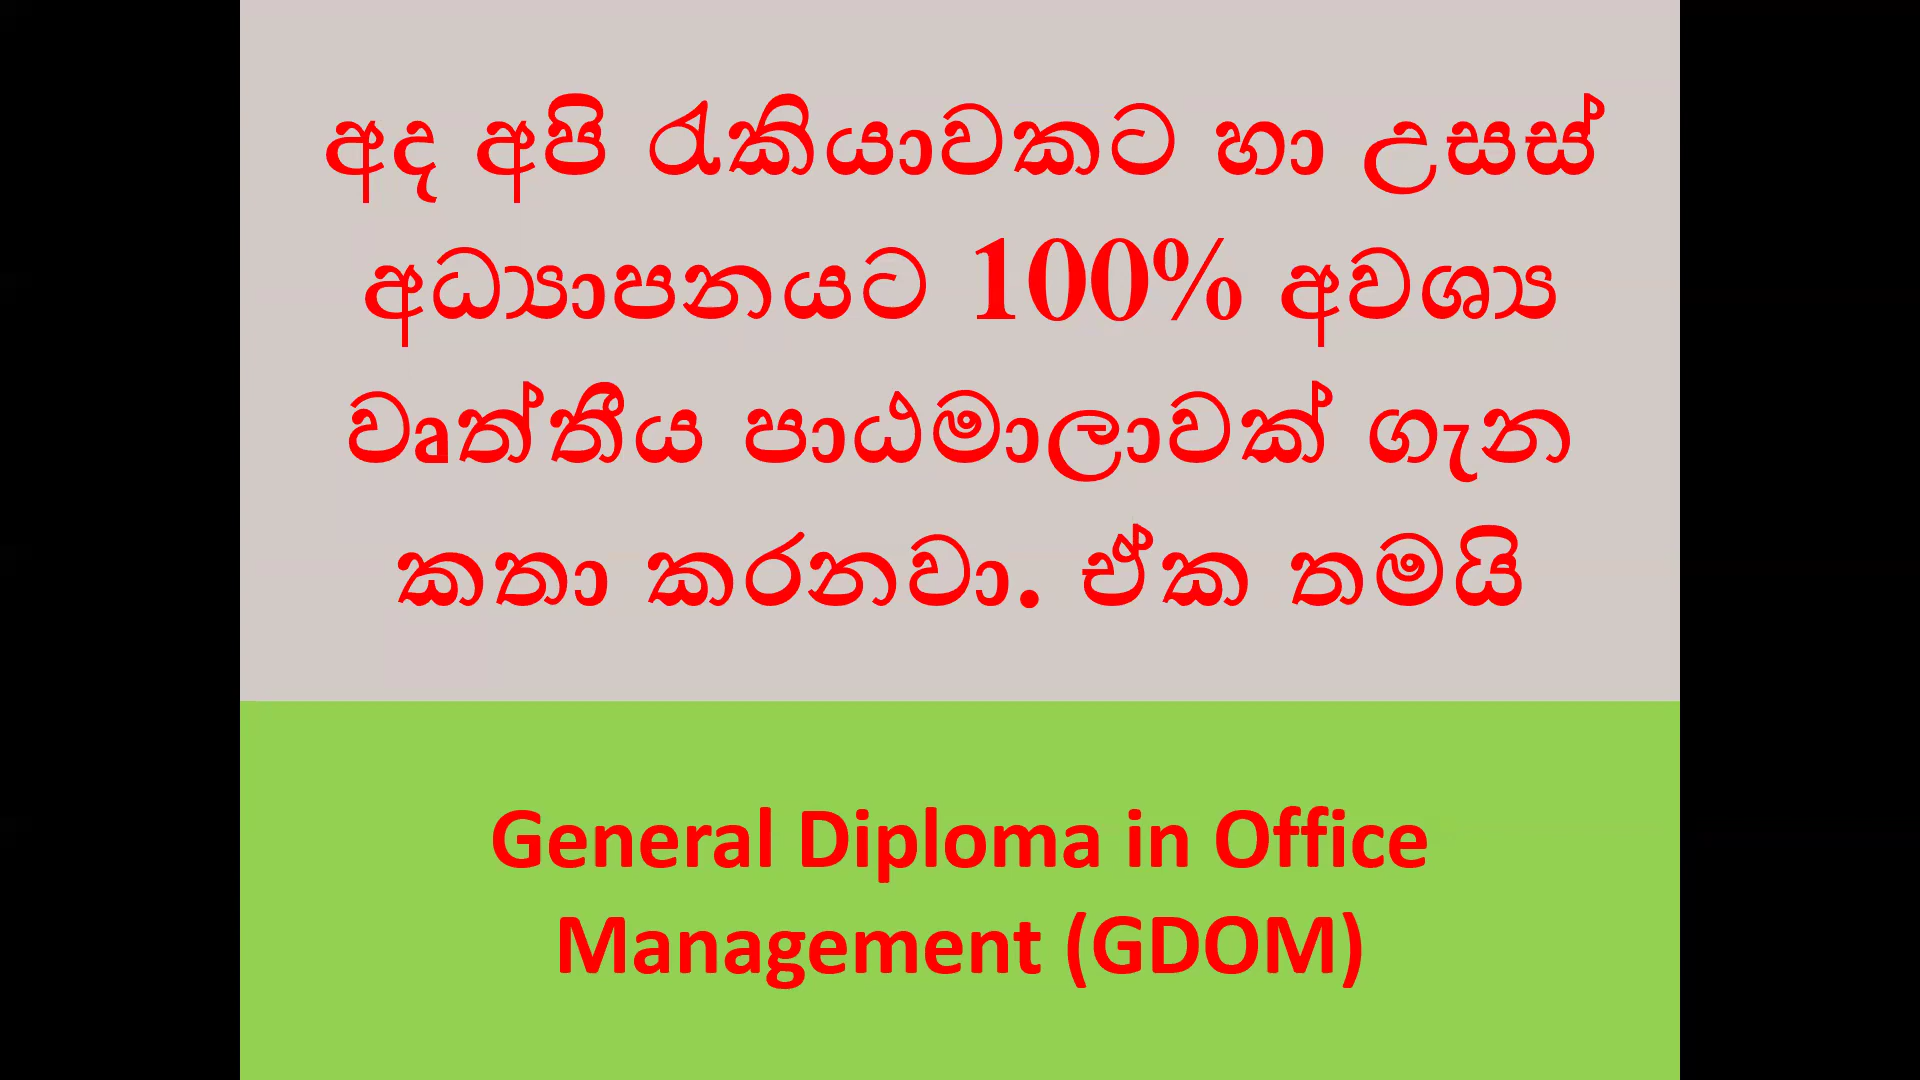 අද අපි රැකියාවකට හා උසස්
අධ්‍යාපනයට 100% අවශ්‍ය
වෘත්තීය පාඨමාලාවක් ගැන
කතා කරනවා. ඒක තමයි
General Diploma in Office
Management (GDOM)